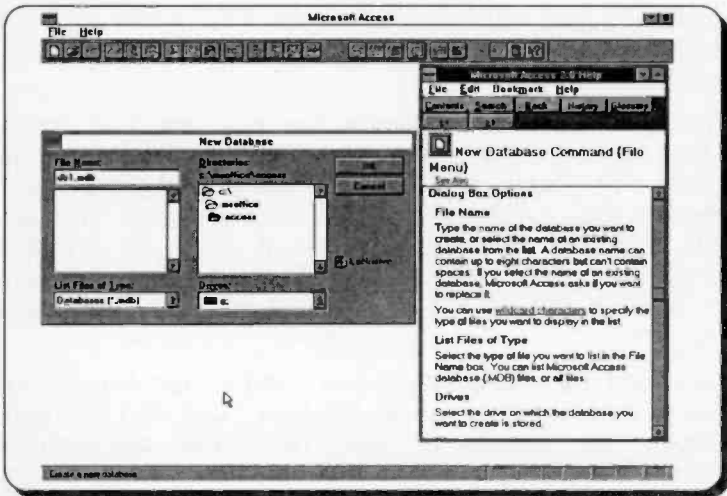 Microsoft Access
File Help
New Database
File Name:
db1.mdb
Directories:
c:\msoffice\access
c:\
msoffice
access
OK
Cancel
Exclusive
List Files of Type:
Databases (*.mdb)
Drives:
c:
Microsoft Access 2.0 Help
File Edit Bookmark Help
Contents Search Back History Glossary
New Database Command (File
Menu)
See Also
Dialog Box Options
File Name
Type the name of the database you want to
create, or select the name of an existing
database from the list. A database name can
contain up to eight characters but can't contain
spaces. If you select the name of an existing
database, Microsoft Access asks if you want
to replace it.
You can use wildcard characters to specify the
type of files you want to display in the list.
List Files of Type
Select the type of file you want to list in the File
Name box. You can list Microsoft Access
database (.MDB) files, or all files.
Drives
Select the drive on which the database you
want to create is stored.
Create a new database